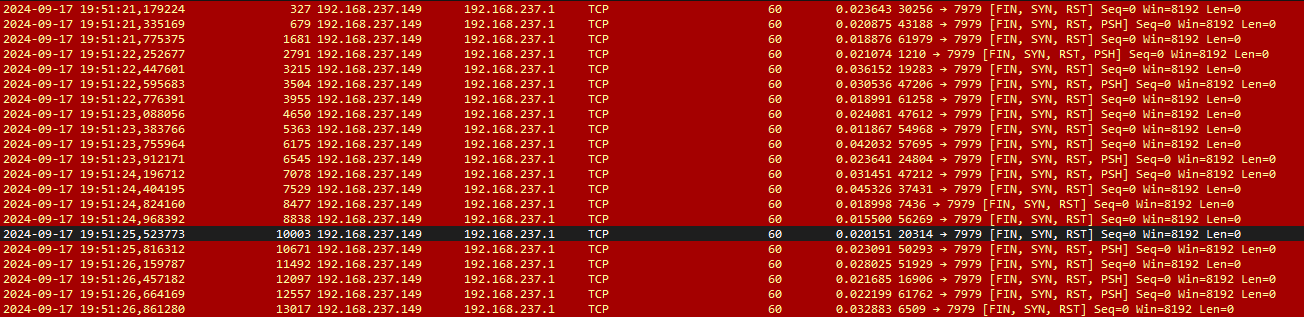 2024-09-17 19:51:21,179224 327 192.168.237.149 192.168.237.1 TCP 60 0.023643 30256 → 7979 [FIN, SYN, RST] Seq=0 Win=8192 Len=0
2024-09-17 19:51:21,335169 679 192.168.237.149 192.168.237.1 TCP 60 0.020875 43188 → 7979 [FIN, SYN, RST, PSH] Seq=0 Win=8192 Len=0
2024-09-17 19:51:21,775375 1681 192.168.237.149 192.168.237.1 TCP 60 0.018876 61979 → 7979 [FIN, SYN, RST] Seq=0 Win=8192 Len=0
2024-09-17 19:51:22,252677 2791 192.168.237.149 192.168.237.1 TCP 60 0.021074 1210 → 7979 [FIN, SYN, RST, PSH] Seq=0 Win=8192 Len=0
2024-09-17 19:51:22,447601 3215 192.168.237.149 192.168.237.1 TCP 60 0.036152 19283 → 7979 [FIN, SYN, RST] Seq=0 Win=8192 Len=0
2024-09-17 19:51:22,595683 3504 192.168.237.149 192.168.237.1 TCP 60 0.030536 47206 → 7979 [FIN, SYN, RST, PSH] Seq=0 Win=8192 Len=0
2024-09-17 19:51:22,776391 3955 192.168.237.149 192.168.237.1 TCP 60 0.018991 61258 → 7979 [FIN, SYN, RST] Seq=0 Win=8192 Len=0
2024-09-17 19:51:23,088056 4650 192.168.237.149 192.168.237.1 TCP 60 0.024081 47612 → 7979 [FIN, SYN, RST] Seq=0 Win=8192 Len=0
2024-09-17 19:51:23,383766 5363 192.168.237.149 192.168.237.1 TCP 60 0.011867 54968 → 7979 [FIN, SYN, RST] Seq=0 Win=8192 Len=0
2024-09-17 19:51:23,755964 6175 192.168.237.149 192.168.237.1 TCP 60 0.042032 57695 → 7979 [FIN, SYN, RST] Seq=0 Win=8192 Len=0
2024-09-17 19:51:23,912171 6545 192.168.237.149 192.168.237.1 TCP 60 0.023641 24804 → 7979 [FIN, SYN, RST, PSH] Seq=0 Win=8192 Len=0
2024-09-17 19:51:24,196712 7078 192.168.237.149 192.168.237.1 TCP 60 0.031451 47212 → 7979 [FIN, SYN, RST, PSH] Seq=0 Win=8192 Len=0
2024-09-17 19:51:24,404195 7529 192.168.237.149 192.168.237.1 TCP 60 0.045326 37431 → 7979 [FIN, SYN, RST] Seq=0 Win=8192 Len=0
2024-09-17 19:51:24,824160 8477 192.168.237.149 192.168.237.1 TCP 60 0.018998 7436 → 7979 [FIN, SYN, RST] Seq=0 Win=8192 Len=0
2024-09-17 19:51:24,968392 8838 192.168.237.149 192.168.237.1 TCP 60 0.015500 56269 → 7979 [FIN, SYN, RST] Seq=0 Win=8192 Len=0
2024-09-17 19:51:25,523773 10003 192.168.237.149 192.168.237.1 TCP 60 0.020151 20314 → 7979 [FIN, SYN, RST] Seq=0 Win=8192 Len=0
2024-09-17 19:51:25,816312 10671 192.168.237.149 192.168.237.1 TCP 60 0.023091 50293 → 7979 [FIN, SYN, RST, PSH] Seq=0 Win=8192 Len=0
2024-09-17 19:51:26,159787 11492 192.168.237.149 192.168.237.1 TCP 60 0.028025 51929 → 7979 [FIN, SYN, RST] Seq=0 Win=8192 Len=0
2024-09-17 19:51:26,457182 12097 192.168.237.149 192.168.237.1 TCP 60 0.021685 16906 → 7979 [FIN, SYN, RST, PSH] Seq=0 Win=8192 Len=0
2024-09-17 19:51:26,664169 12557 192.168.237.149 192.168.237.1 TCP 60 0.022199 61762 → 7979 [FIN, SYN, RST, PSH] Seq=0 Win=8192 Len=0
2024-09-17 19:51:26,861280 13017 192.168.237.149 192.168.237.1 TCP 60 0.032883 6509 → 7979 [FIN, SYN, RST] Seq=0 Win=8192 Len=0